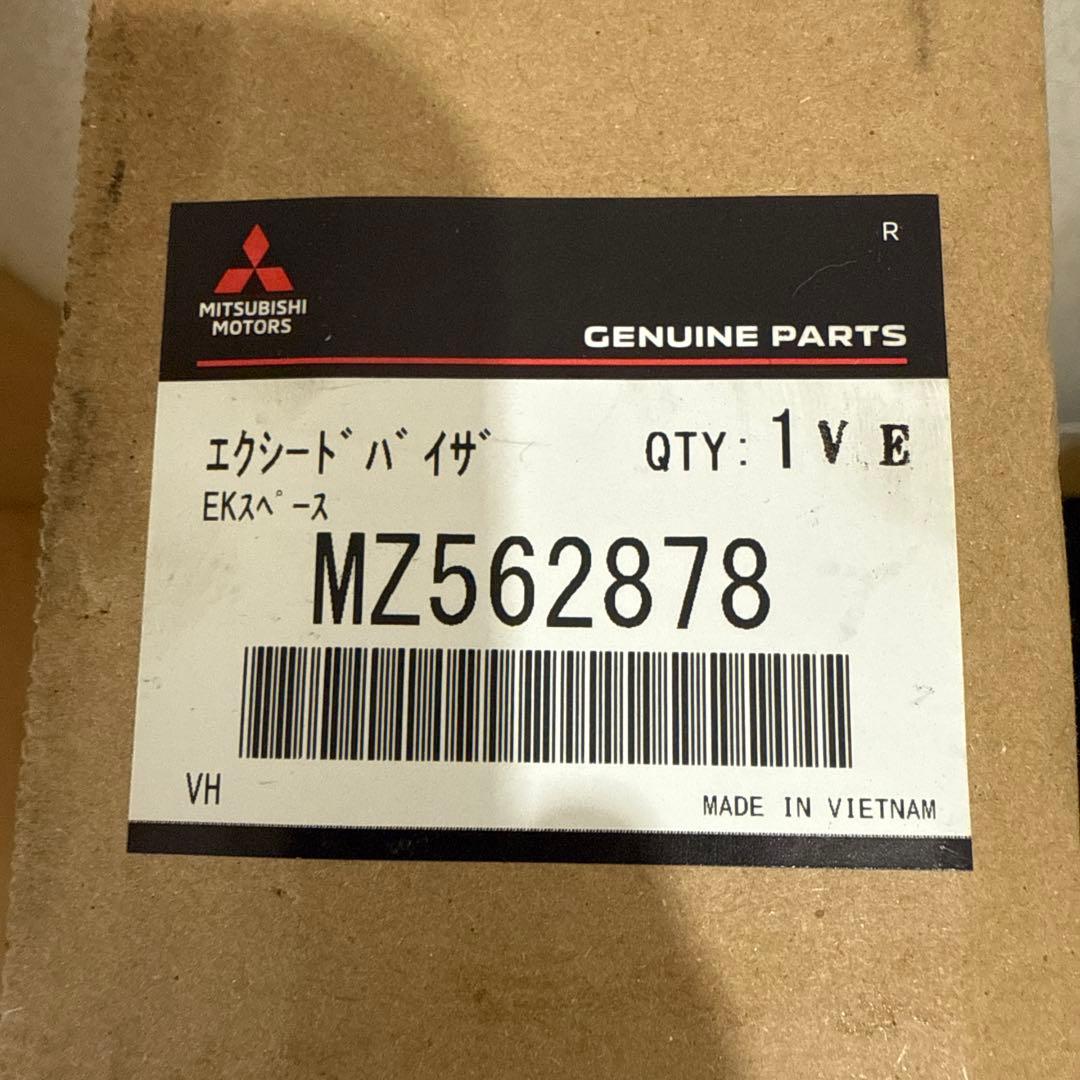 MITSUBISHI
MOTORS
R
GENUINE PARTS
ｴｸｼｰﾄﾞﾊﾞｲｻﾞ
QTY: 1 V E
EKｽﾍﾟｰｽ
MZ562878
VH
MADE IN VIETNAM